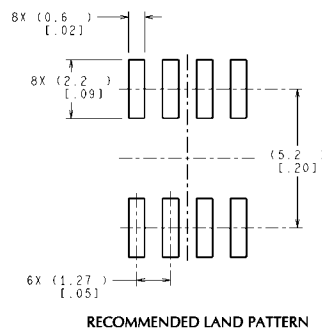 8X (0.6 )
[.02]
8X (2.2 )
[.09]
(5.2
[.20]
6X (1.27 )
[.05]
RECOMMENDED LAND PATTERN